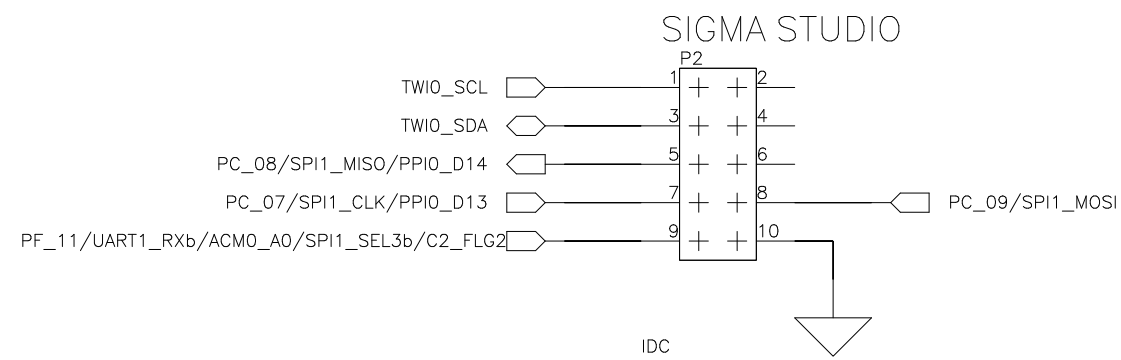 SIGMA STUDIO
P2
TWI0_SCL 1 2
TWI0_SDA 3 4
PC_08/SPI1_MISO/PPI0_D14 5 6
PC_07/SPI1_CLK/PPI0_D13 7 8 PC_09/SPI1_MOSI
PF_11/UART1_RXb/ACM0_A0/SPI1_SEL3b/C2_FLG2 9 10
IDC